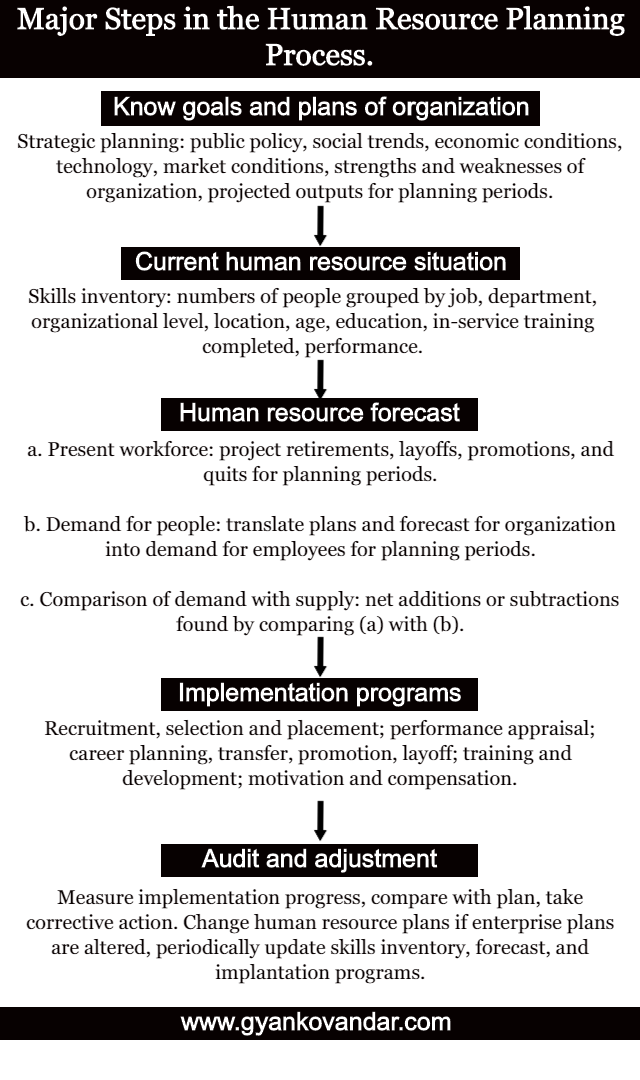 Major Steps in the Human Resource Planning
Process.
Know goals and plans of organization
Strategic planning: public policy, social trends, economic conditions,
technology, market conditions, strengths and weaknesses of
organization, projected outputs for planning periods.
Current human resource situation
Skills inventory: numbers of people grouped by job, department,
organizational level, location, age, education, in-service training
completed, performance.
Human resource forecast
a. Present workforce: project retirements, layoffs, promotions, and
quits for planning periods.
b. Demand for people: translate plans and forecast for organization
into demand for employees for planning periods.
c. Comparison of demand with supply: net additions or subtractions
found by comparing (a) with (b).
Implementation programs
Recruitment, selection and placement; performance appraisal;
career planning, transfer, promotion, layoff; training and
development; motivation and compensation.
Audit and adjustment
Measure implementation progress, compare with plan, take
corrective action. Change human resource plans if enterprise plans
are altered, periodically update skills inventory, forecast, and
implantation programs.
www.gyankovandar.com